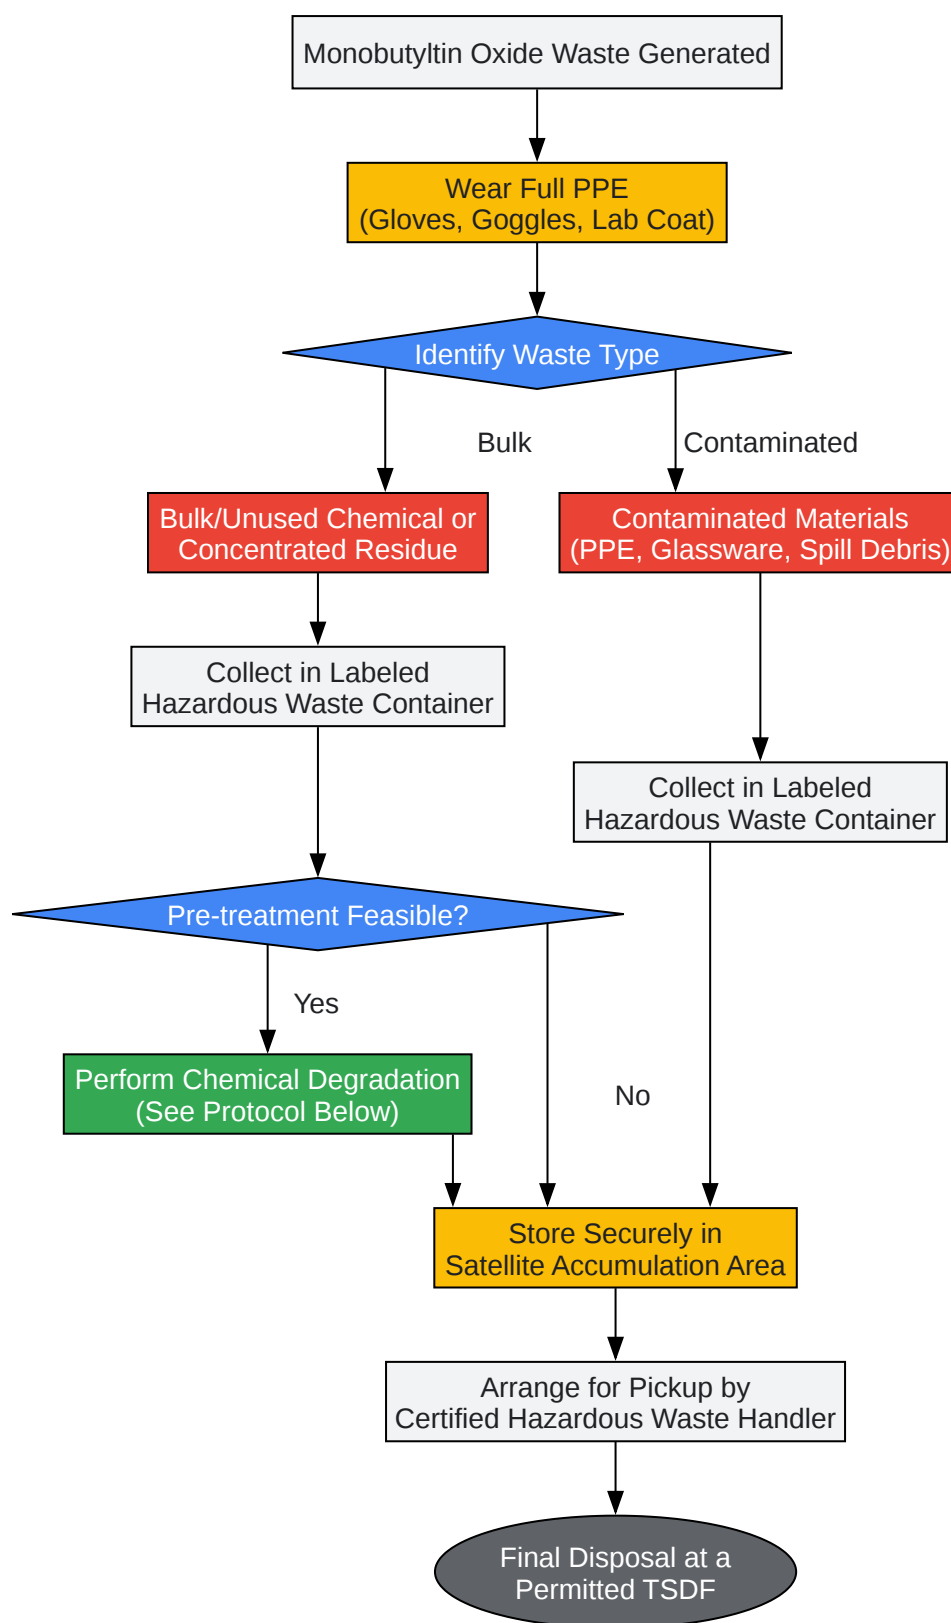 Monobutyltin Oxide Waste Generated
Wear Full PPE
(Gloves, Goggles, Lab Coat)
Identify Waste Type
Bulk
Contaminated
Bulk/Unused Chemical or
Concentrated Residue
Contaminated Materials
(PPE, Glassware, Spill Debris)
Collect in Labeled
Hazardous Waste Container
Collect in Labeled
Hazardous Waste Container
Pre-treatment Feasible?
Yes
Perform Chemical Degradation
(See Protocol Below)
No
Store Securely in
Satellite Accumulation Area
Arrange for Pickup by
Certified Hazardous Waste Handler
Final Disposal at a
Permitted TSDF